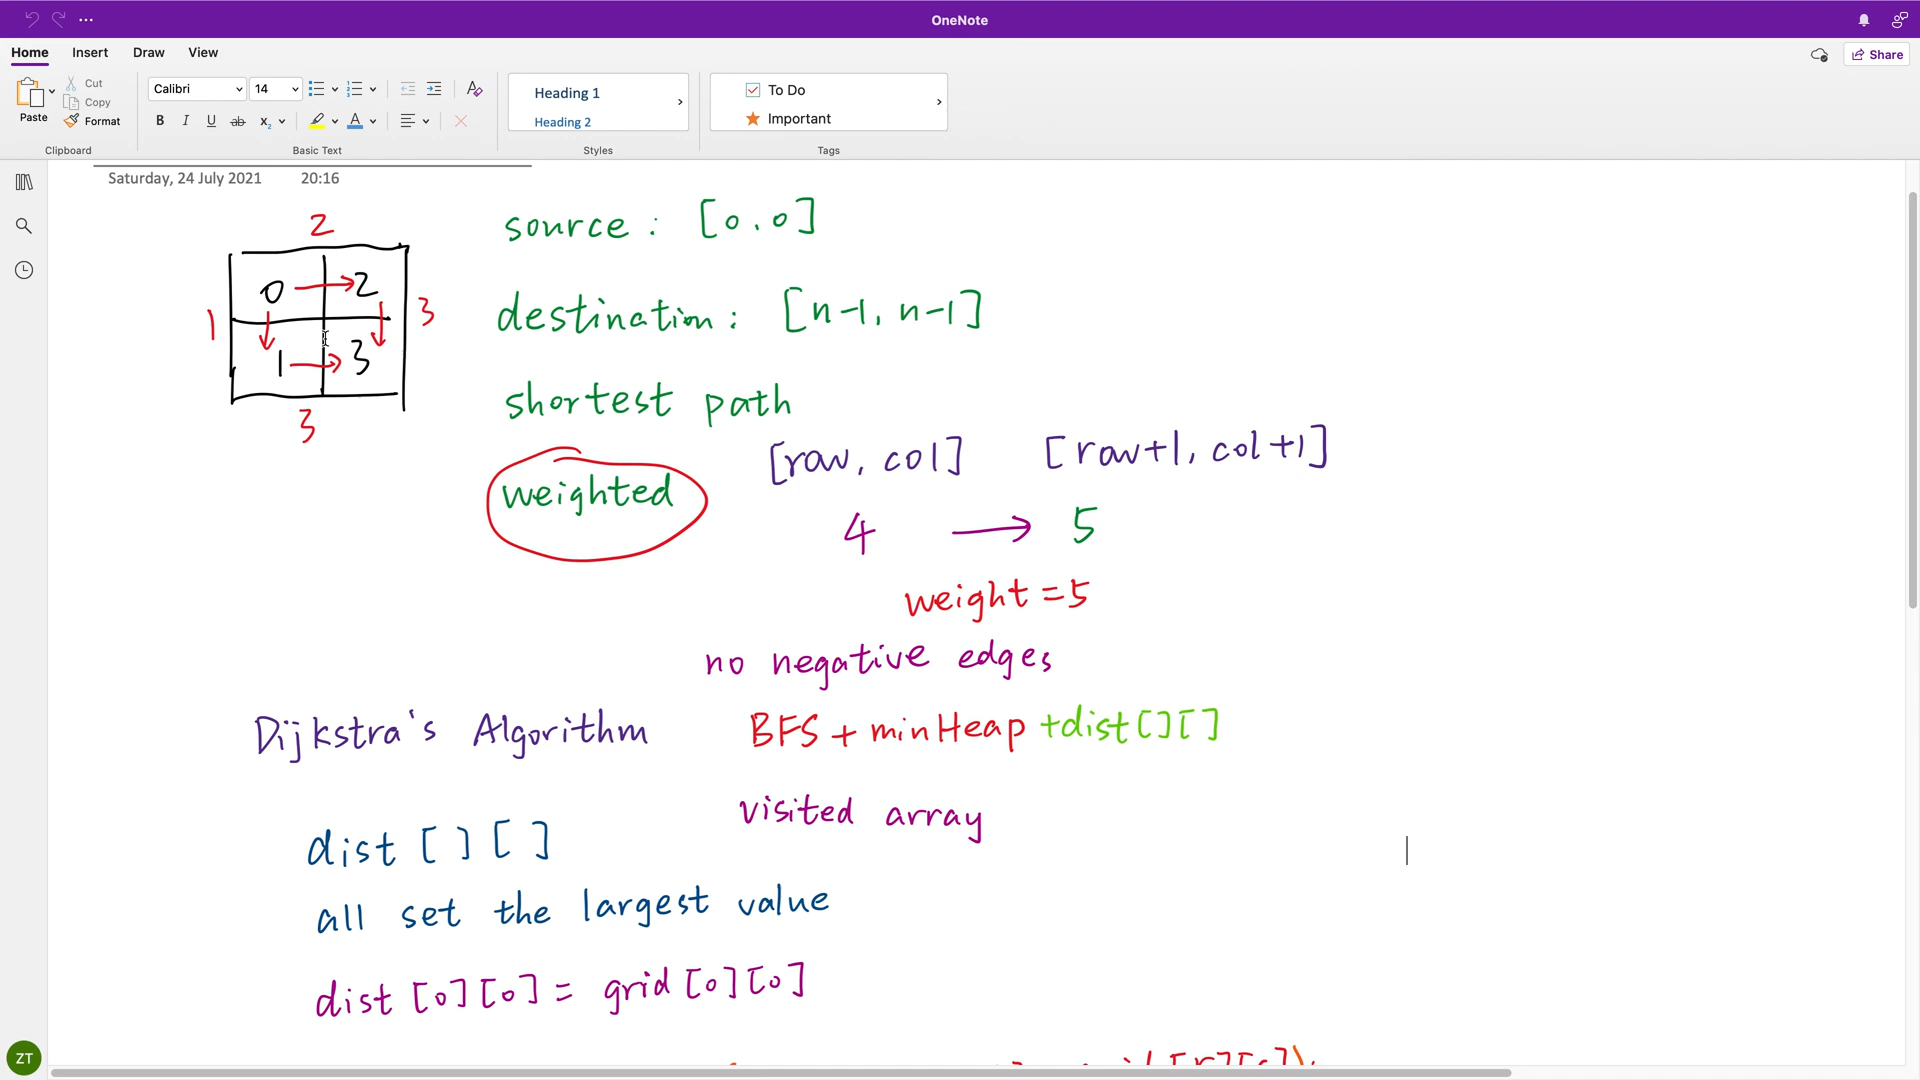 OneNote
Home Insert Draw View
Share
Paste
Cut
Copy
Format
Clipboard
Calibri 14
B I U ab x₂ A
Basic Text
Heading 1
Heading 2
Styles
To Do
Important
Tags
Saturday, 24 July 2021 20:16
2
0 2
1 3
1 3
3
source : [0,0]
destination : [n-1, n-1]
shortest path
weighted
[row, col] [row+1, col+1]
4 → 5
weight = 5
no negative edges
Dijkstra's Algorithm BFS + minHeap + dist[][]
visited array
dist [ ] [ ]
all set the largest value
dist [0][0] = grid [0][0]
ZT